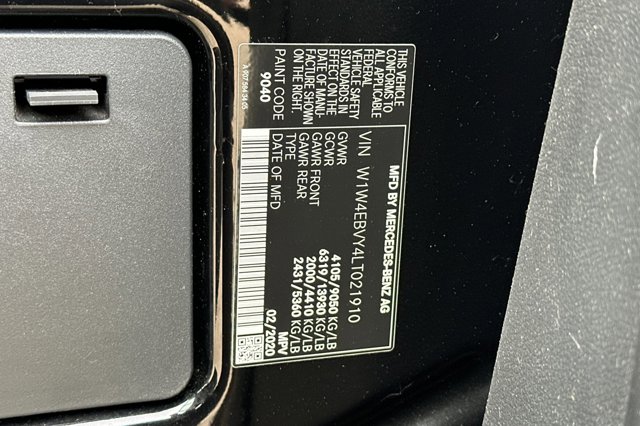 MFD BY MERCEDES-BENZ AG
VIN W1W4EBVY4LT021910
GVWR 4105/9050 KG/LB
GCWR 6319/13930 KG/LB
GAWR FRONT 2000/4410 KG/LB
GAWR REAR 2431/5360 KG/LB
TYPE MPV
DATE OF MFD 02/2020
THIS VEHICLE
CONFORMS TO
ALL APPLICABLE
FEDERAL
VEHICLE SAFETY
STANDARDS IN
EFFECT ON THE
DATE OF MANU-
FACTURE SHOWN
ON THE RIGHT.
PAINT CODE
9040